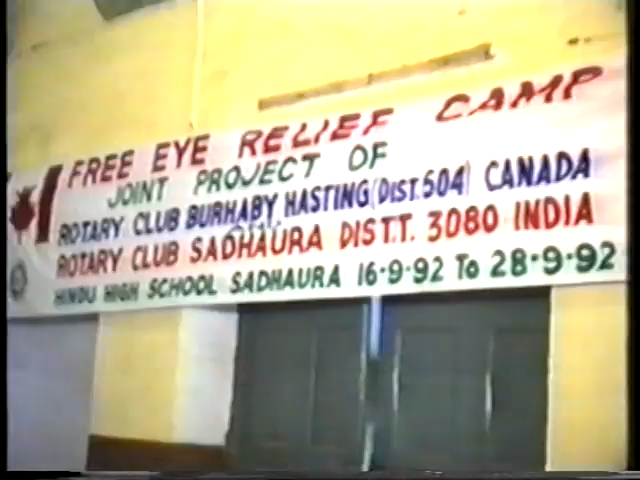 FREE EYE RELIEF CAMP
JOINT PROJECT OF
ROTARY CLUB BURHABY HASTING (DIST.504) CANADA
ROTARY CLUB SADHAURA DISTT. 3080 INDIA
HINDU HIGH SCHOOL SADHAURA 16-9-92 To 28-9-92